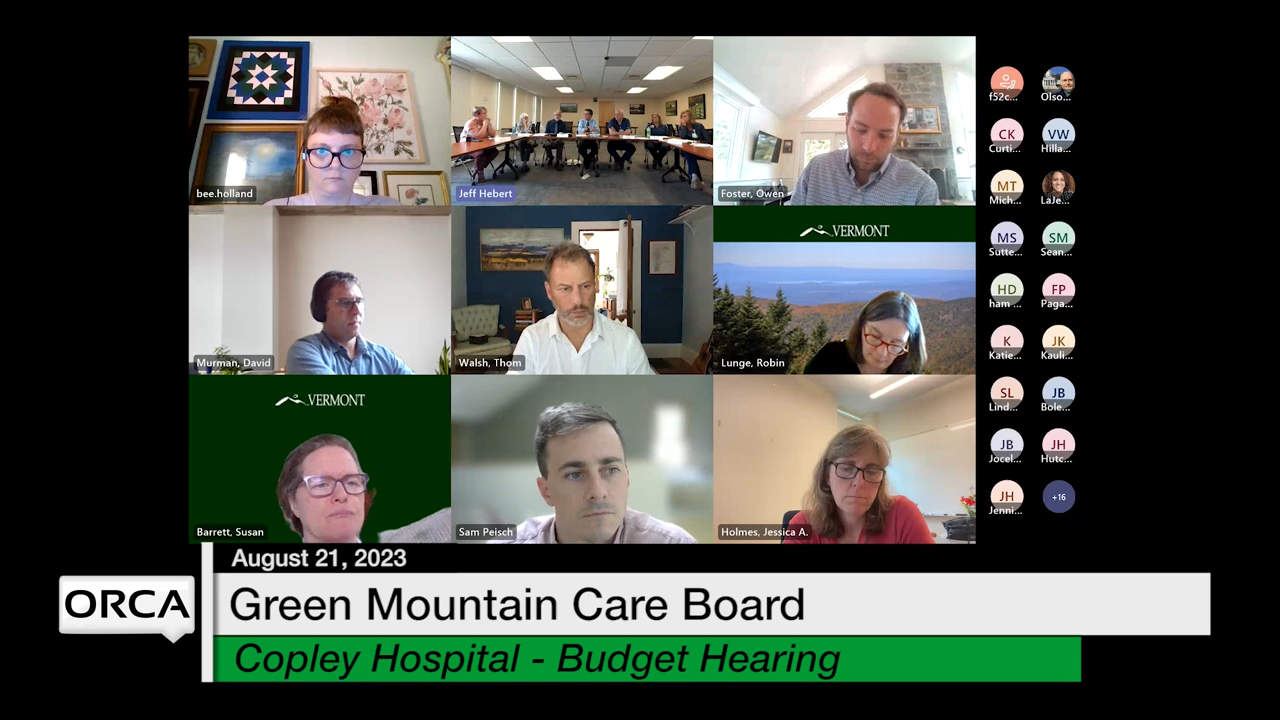 bee.holland
Jeff Hebert
Foster, Owen
Murman, David
Walsh, Thom
VERMONT
Lunge, Robin
VERMONT
Barrett, Susan
Sam Peisch
Holmes, Jessica A.
f52c...
Olso...
CK
Curti...
VW
Hilla...
MT
Mich...
LaJe...
MS
Sutte...
SM
Sean...
HD
ham ...
FP
Paga...
K
Katie...
JK
Kauli...
SL
Lind...
JB
Bole...
JB
Jocel...
JH
Hutc...
JH
Jenni...
+16
August 21, 2023
ORCA
Green Mountain Care Board
Copley Hospital - Budget Hearing